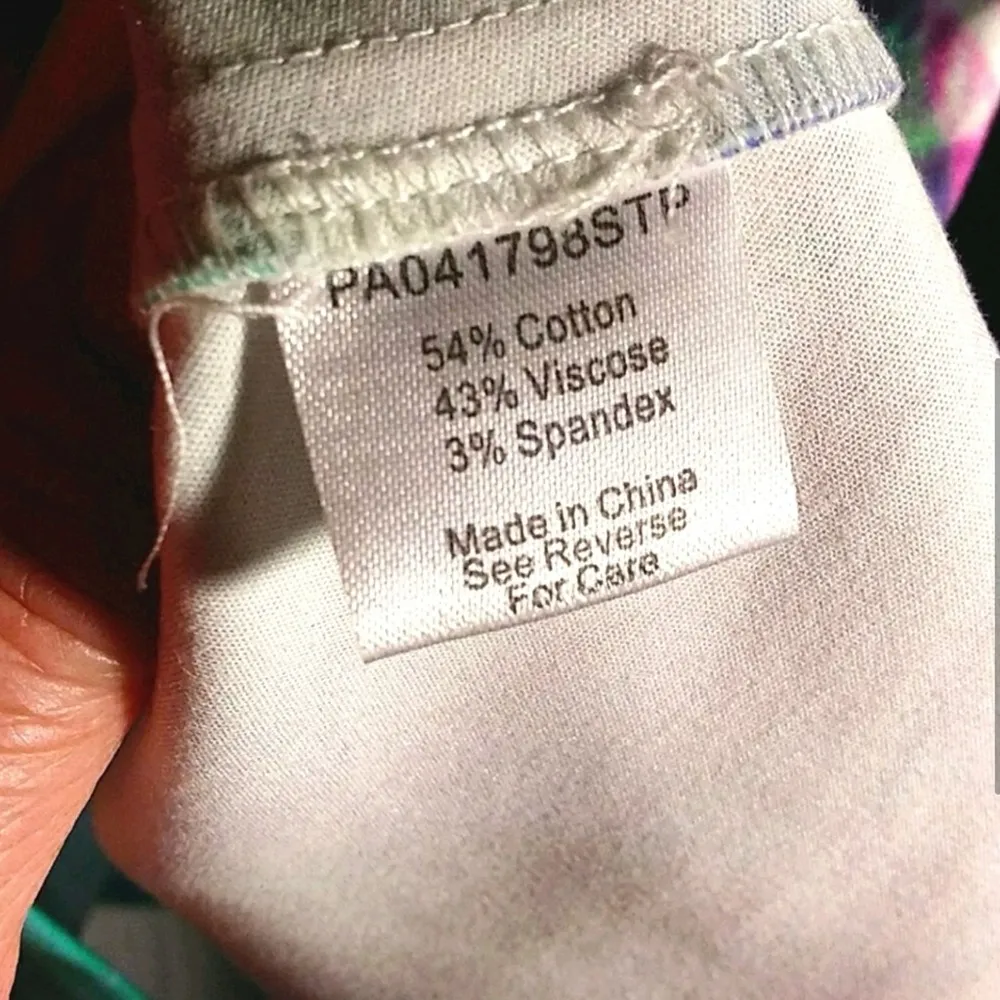 PA041798STP
54% Cotton
43% Viscose
3% Spandex
Made in China
See Reverse
For Care